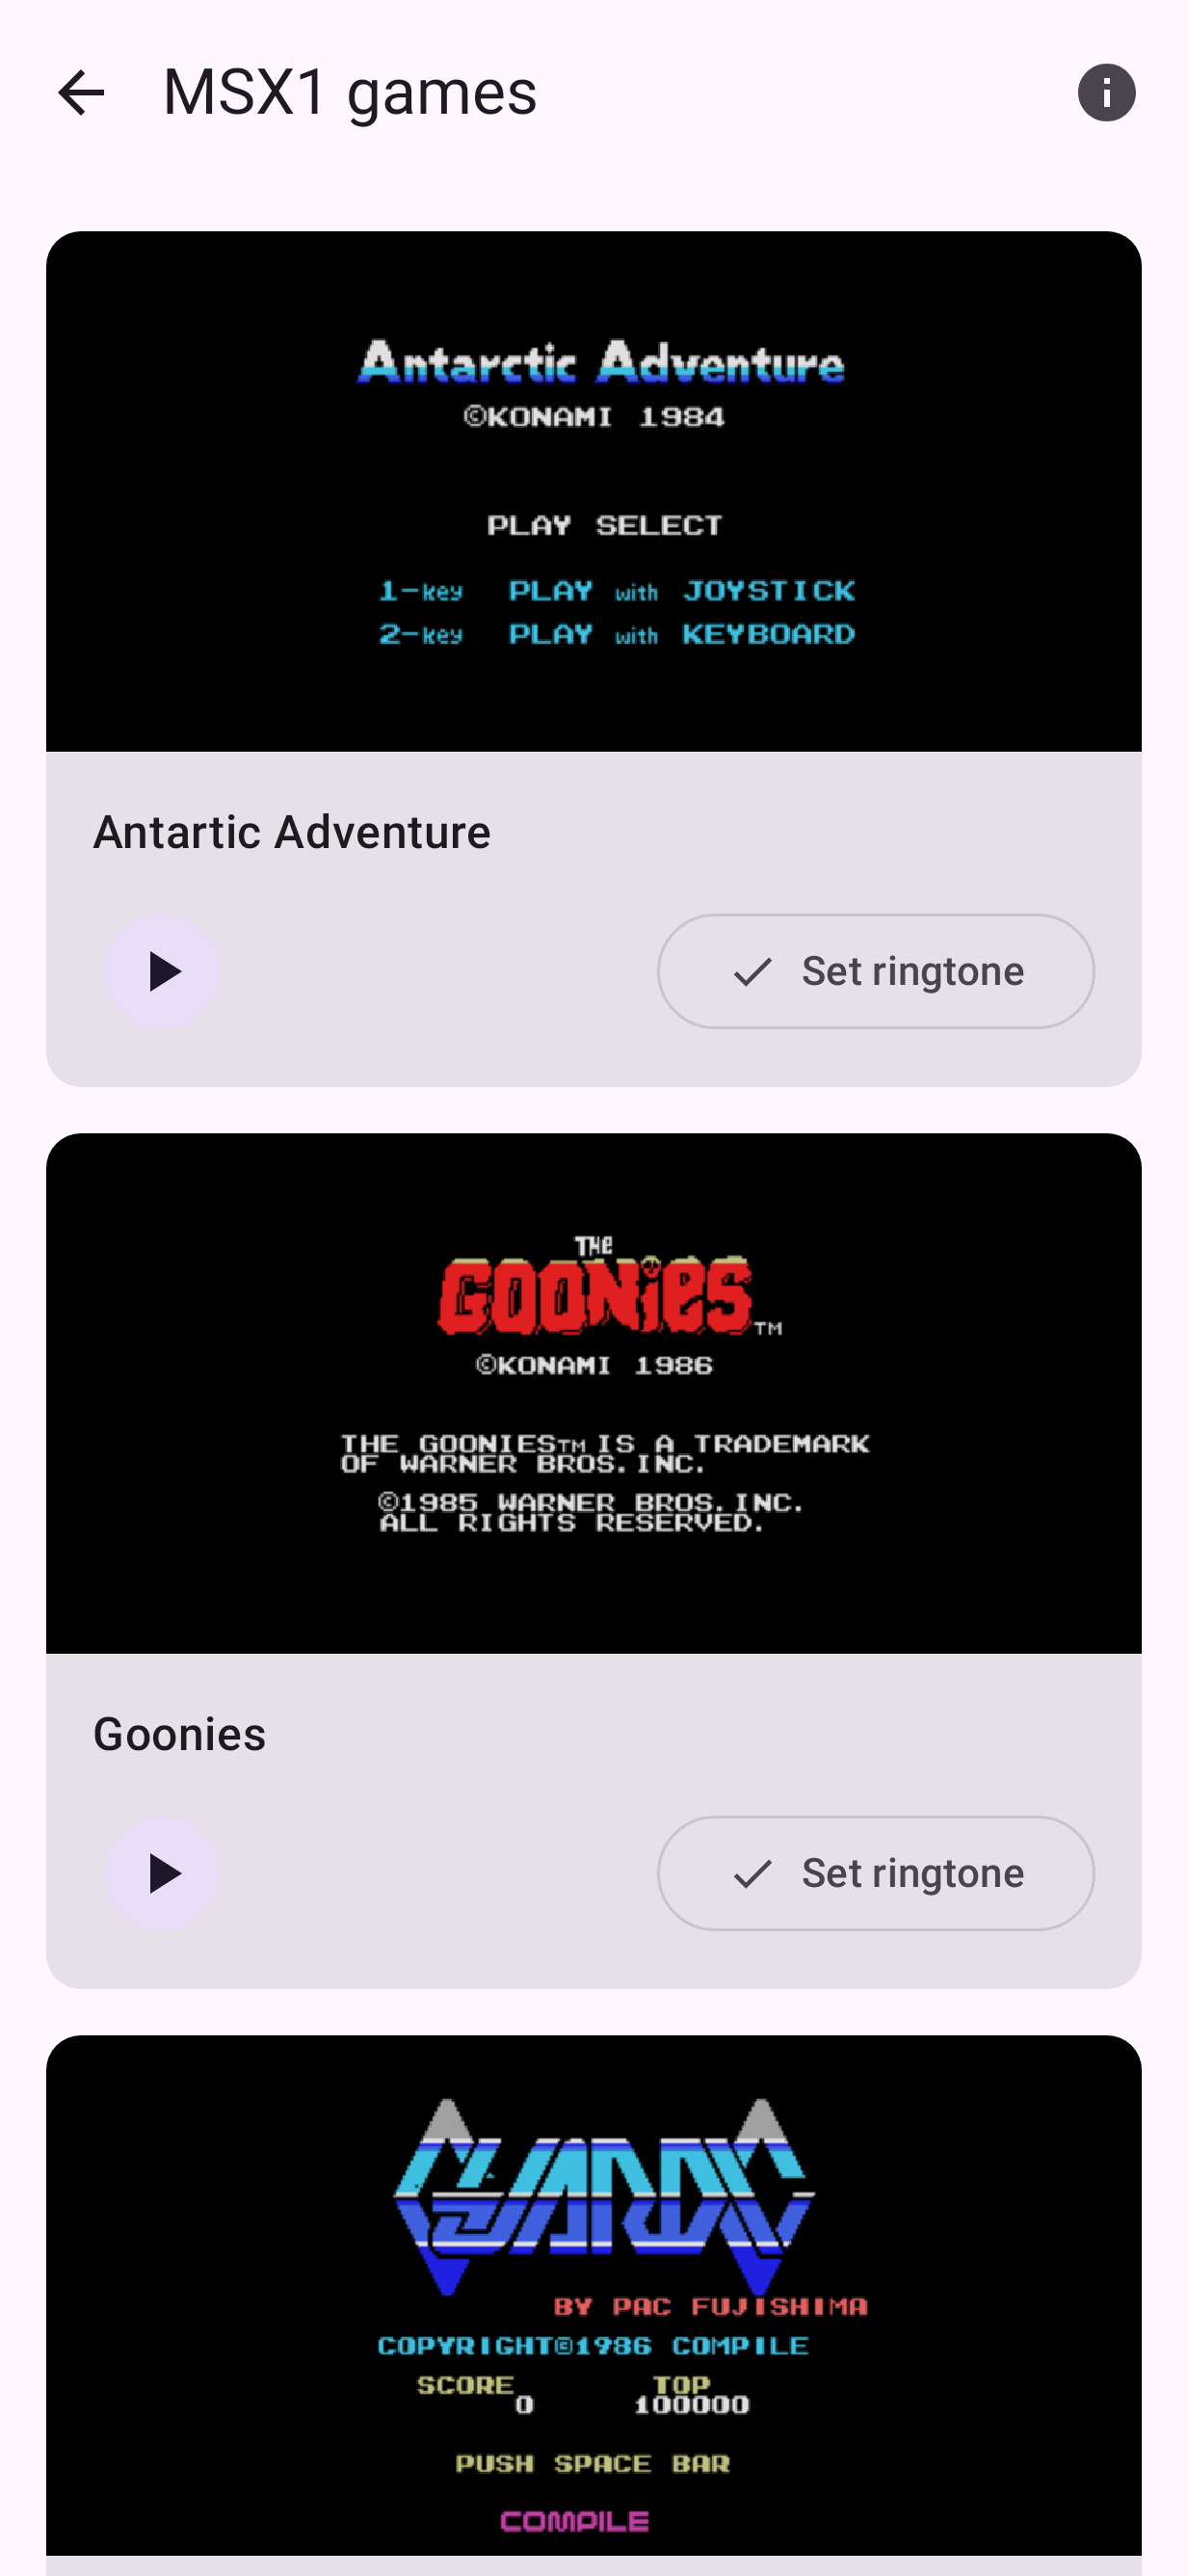 MSX1 games
Antarctic Adventure
©KONAMI 1984
PLAY SELECT
1-key PLAY with JOYSTICK
2-key PLAY with KEYBOARD
Antartic Adventure
Set ringtone
THE
GOONiES TM
©KONAMI 1986
THE GOONIES™ IS A TRADEMARK
OF WARNER BROS.INC.
©1985 WARNER BROS.INC.
ALL RIGHTS RESERVED.
Goonies
Set ringtone
GUARDIC
BY PAC FUJISHIMA
COPYRIGHT©1986 COMPILE
SCORE TOP
0 100000
PUSH SPACE BAR
COMPILE